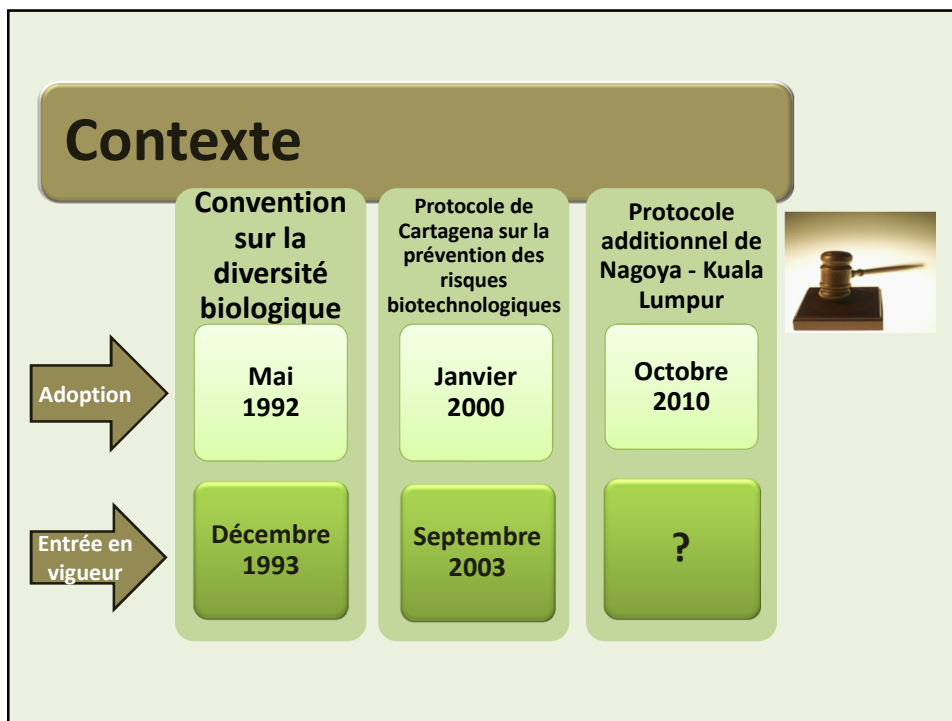 Contexte
Convention
sur la
diversité
biologique
Protocole de
Cartagena sur la
prévention des
risques
biotechnologiques
Protocole
additionnel de
Nagoya - Kuala
Lumpur
Adoption
Mai
1992
Janvier
2000
Octobre
2010
Entrée en
vigueur
Décembre
1993
Septembre
2003
?